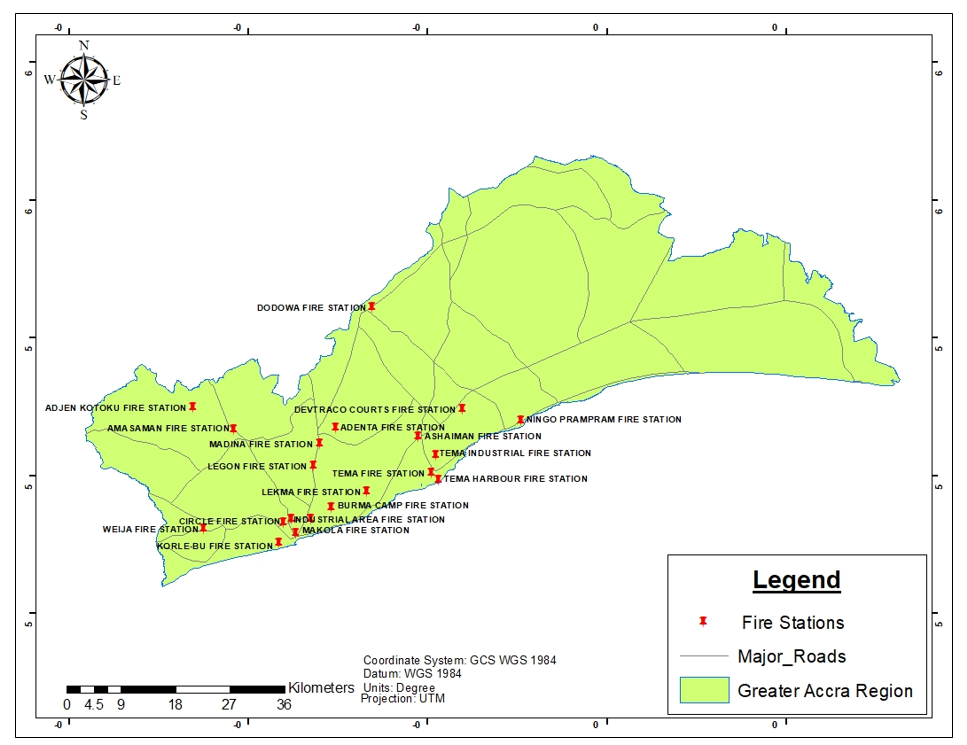 -0 -0 -0 0 0
6 6
N
W E
S
6 6
DODOWA FIRE STATION
5 5
ADJEN KOTOKU FIRE STATION
DEVTRACO COURTS FIRE STATION
NINGO PRAMPRAM FIRE STATION
AMASAMAN FIRE STATION
ADENTA FIRE STATION
ASHAIMAN FIRE STATION
MADINA FIRE STATION
TEMA INDUSTRIAL FIRE STATION
LEGON FIRE STATION
TEMA FIRE STATION
TEMA HARBOUR FIRE STATION
5 5
LEKMA FIRE STATION
BURMA CAMP FIRE STATION
CIRCLE FIRE STATION
INDUSTRIAL AREA FIRE STATION
WEIJA FIRE STATION
MAKOLA FIRE STATION
KORLE-BU FIRE STATION
5 5
Legend
Fire Stations
Major_Roads
Greater Accra Region
Coordinate System: GCS WGS 1984
Datum: WGS 1984
Units: Degree
Projection: UTM
Kilometers
0 4.5 9 18 27 36
-0 -0 -0 0 0